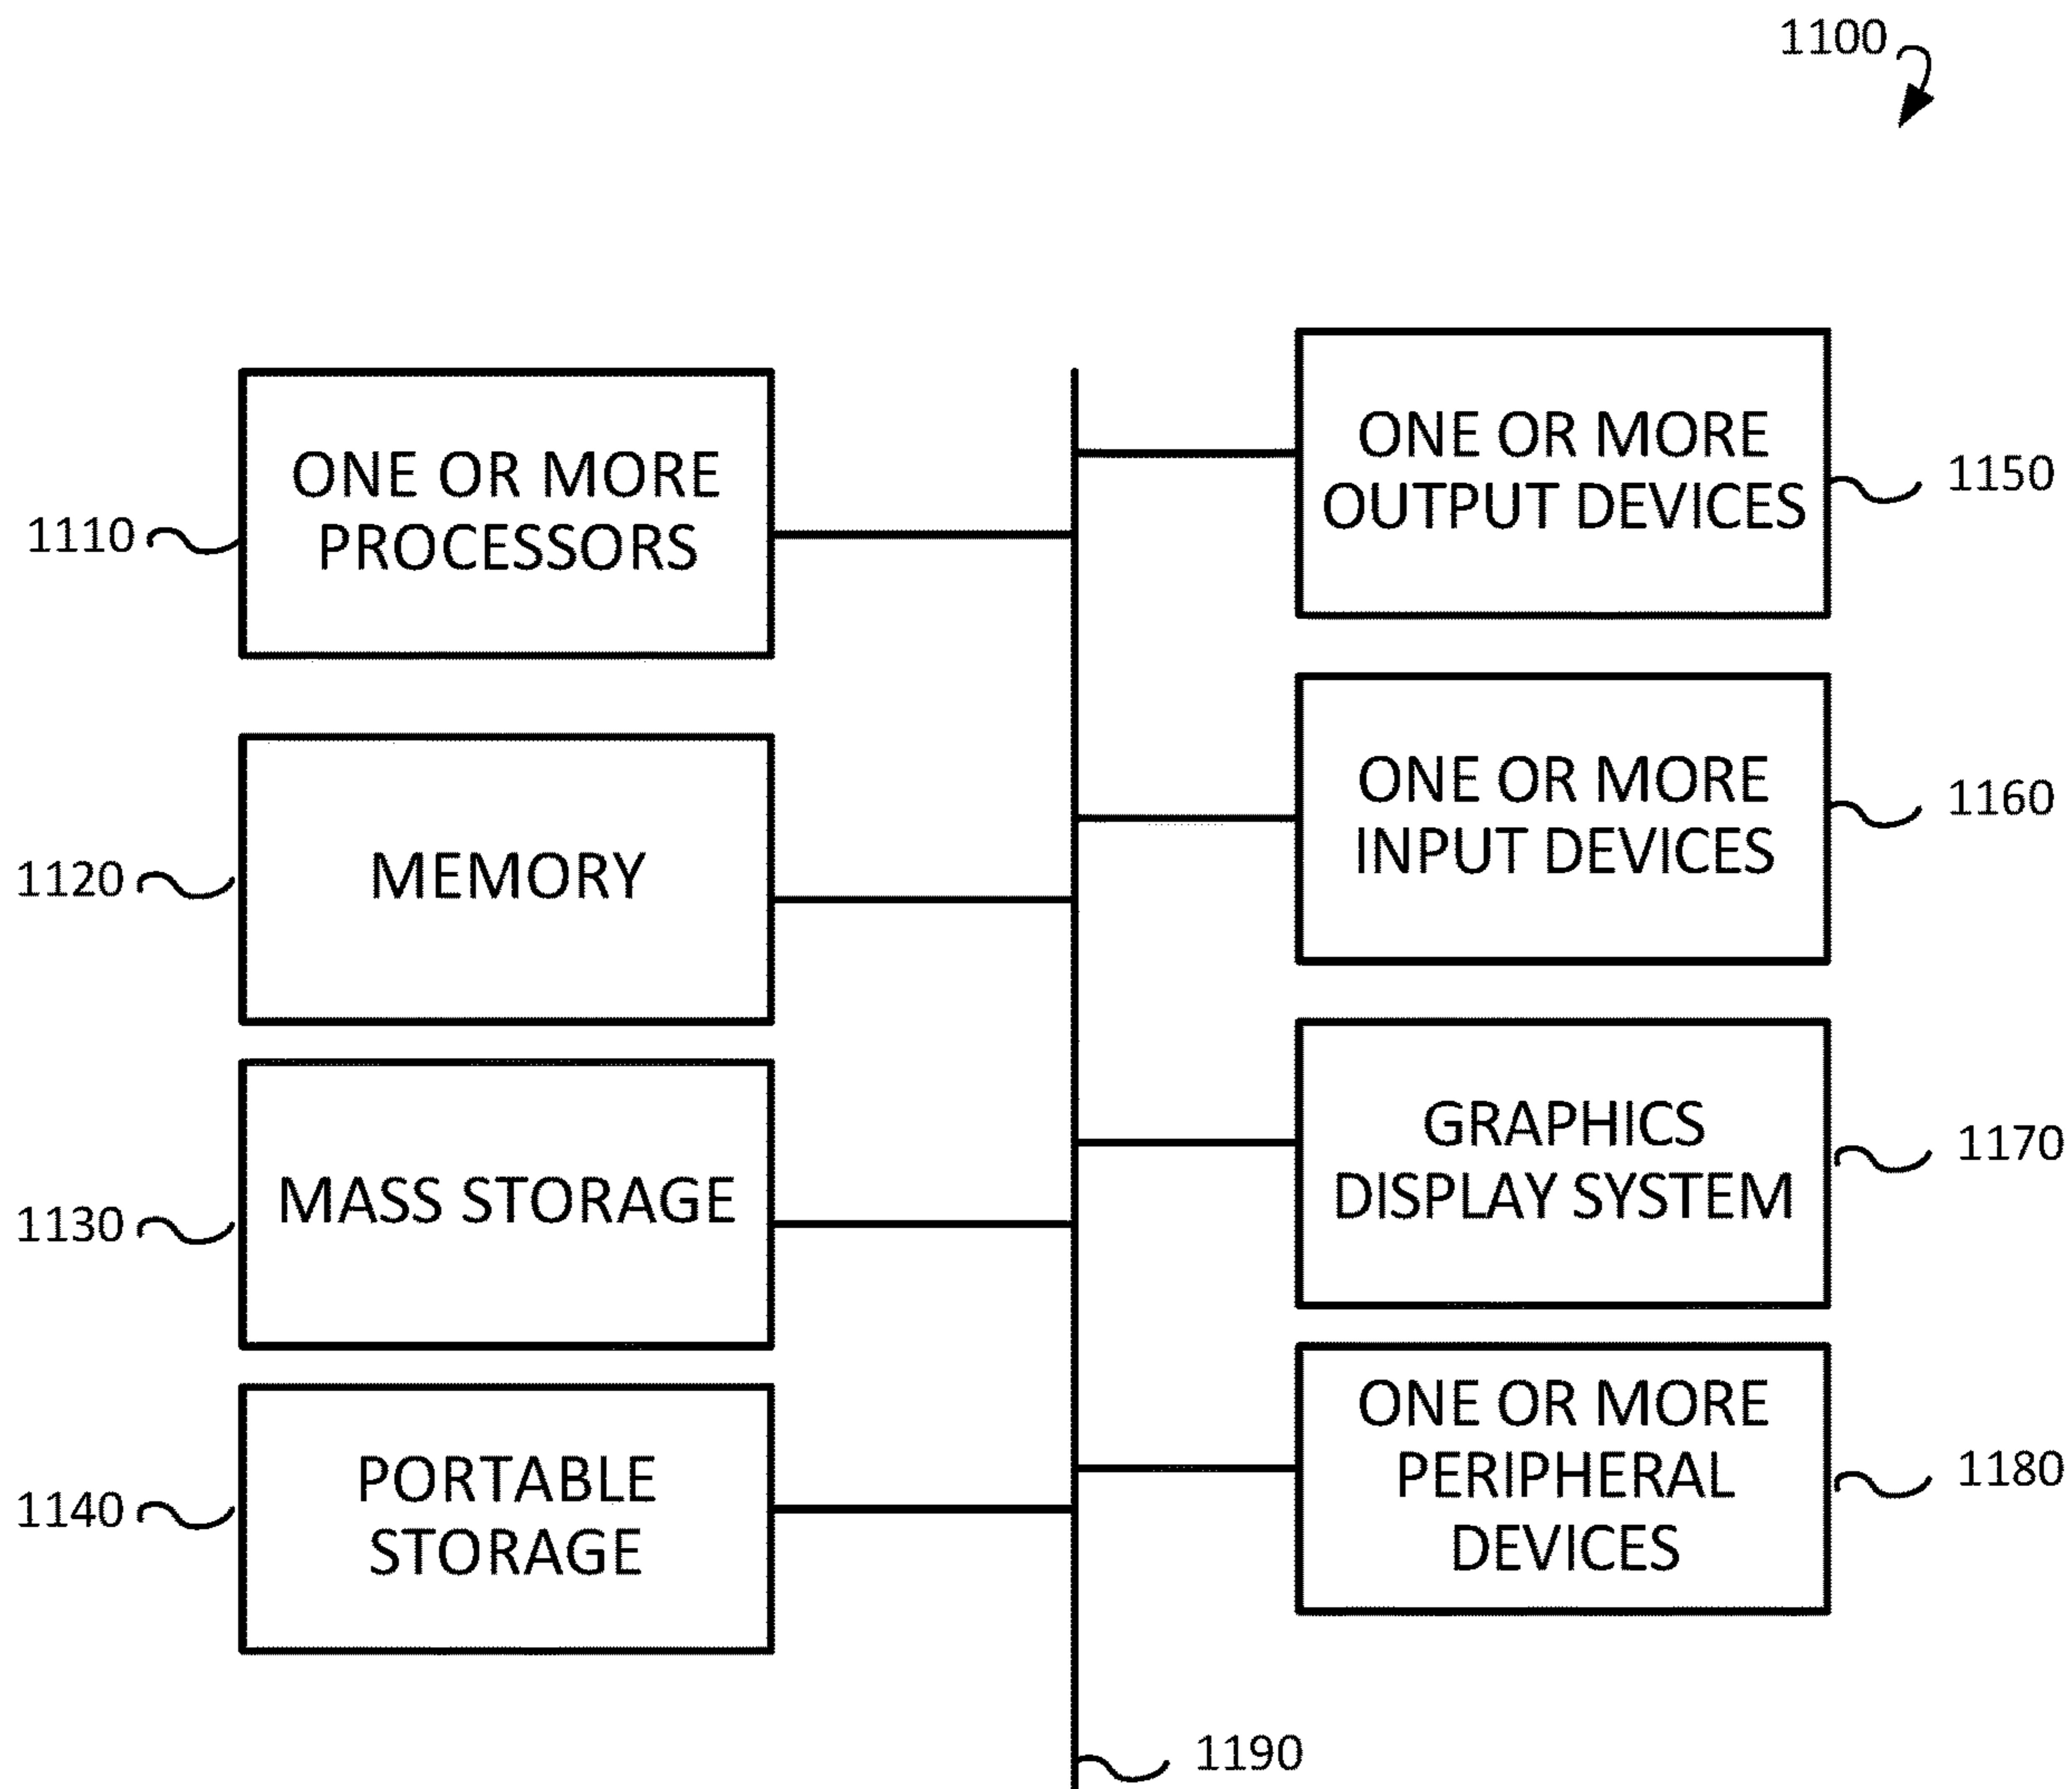 1100
ONE OR MORE
PROCESSORS
1110
MEMORY
1120
MASS STORAGE
1130
PORTABLE
STORAGE
1140
ONE OR MORE
OUTPUT DEVICES
1150
ONE OR MORE
INPUT DEVICES
1160
GRAPHICS
DISPLAY SYSTEM
1170
ONE OR MORE
PERIPHERAL
DEVICES
1180
1190